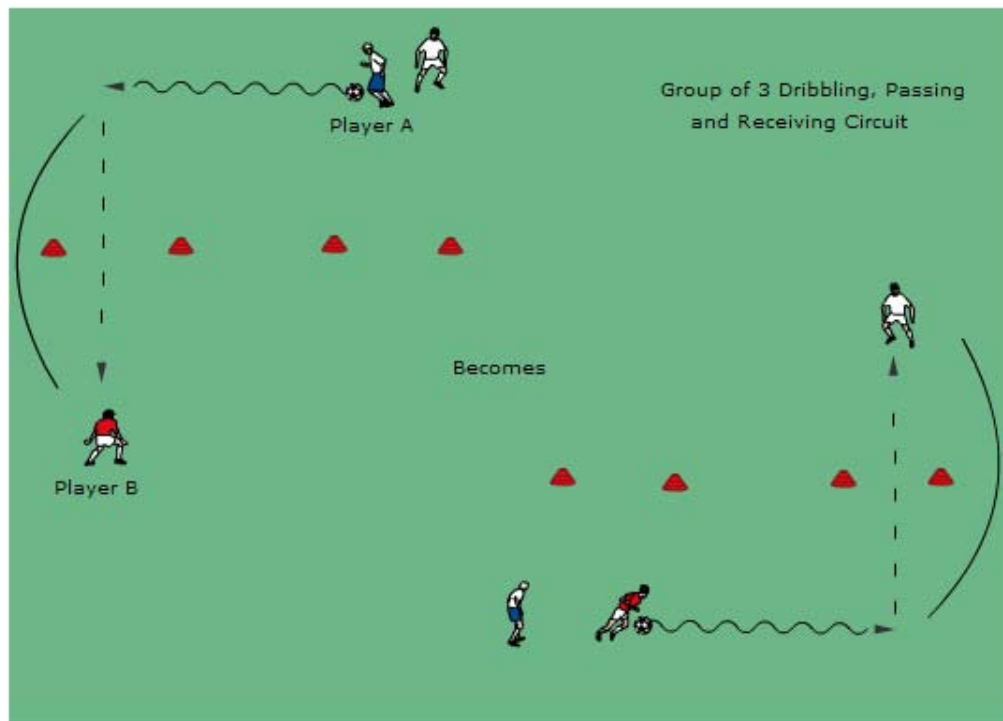 Group of 3 Dribbling, Passing
and Receiving Circuit
Player A
Becomes
Player B